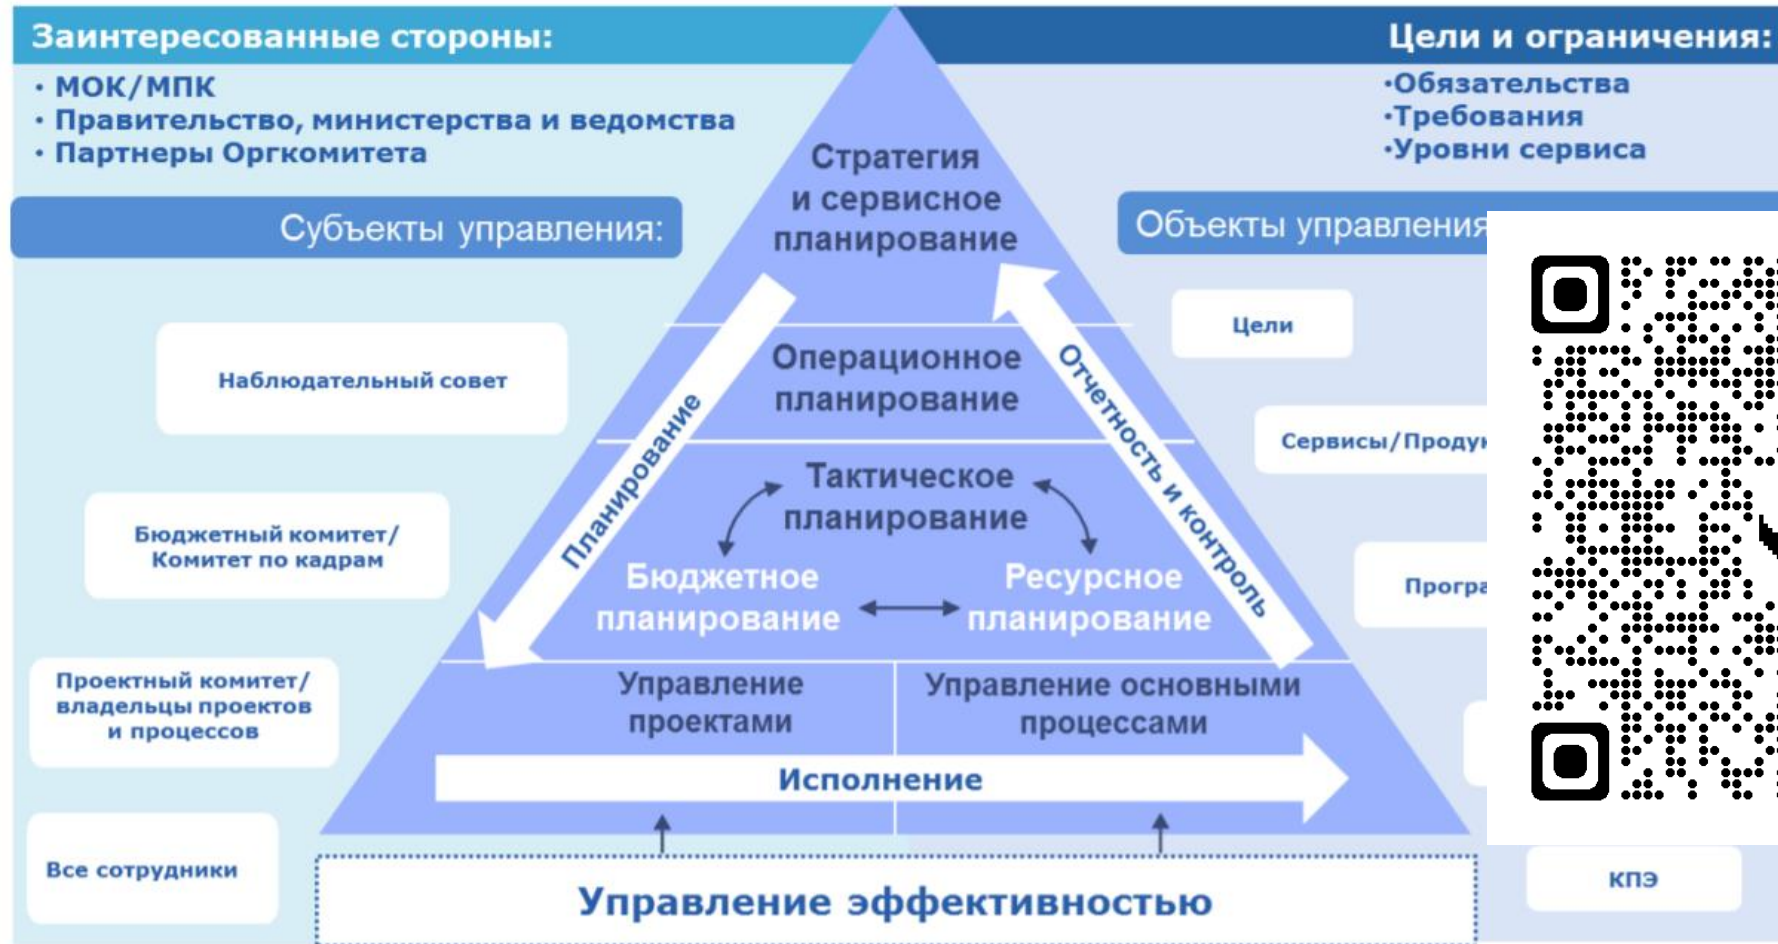 Заинтересованные стороны:
• МОК/МПК
• Правительство, министерства и ведомства
• Партнеры Оргкомитета
Цели и ограничения:
•Обязательства
•Требования
•Уровни сервиса
Субъекты управления:
Наблюдательный совет
Бюджетный комитет/
Комитет по кадрам
Проектный комитет/
владельцы проектов
и процессов
Все сотрудники
Стратегия
и сервисное
планирование
Операционное
планирование
Тактическое
планирование
Бюджетное
планирование
Ресурсное
планирование
Планирование
Отчетность и контроль
Управление
проектами
Управление основными
процессами
Исполнение
Управление эффективностью
Объекты управления
Цели
Сервисы/
КПЭ